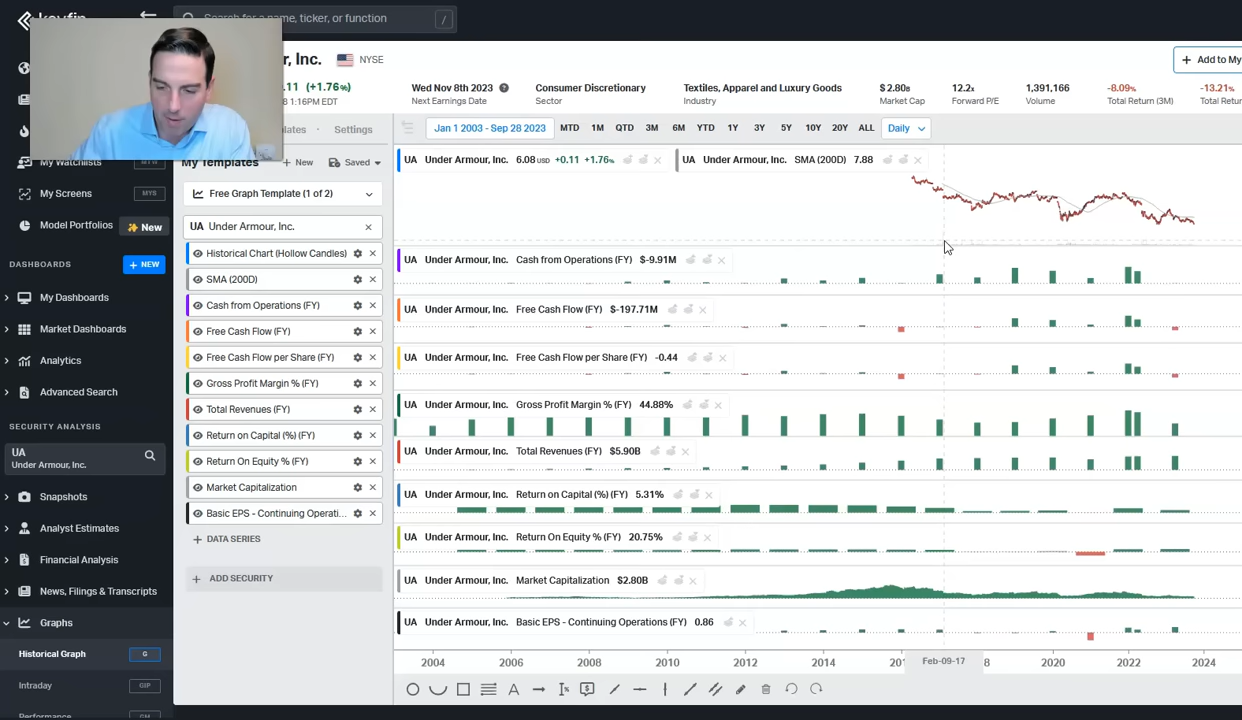 Search for a name, ticker, or function
/
r, Inc. NYSE
+ Add to My
.11 (+1.76%)
1:16PM EDT
Wed Nov 8th 2023
Next Earnings Date
Consumer Discretionary
Sector
Textiles, Apparel and Luxury Goods
Industry
$ 2.80B
Market Cap
12.2x
Forward P/E
1,391,166
Volume
-8.09%
Total Return (3M)
-13.21%
Total Retur
lates
Settings
Jan 1 2003 - Sep 28 2023 MTD 1M QTD 3M 6M YTD 1Y 3Y 5Y 10Y 20Y ALL Daily
My Watchlists
My Screens MYS
Model Portfolios New
DASHBOARDS + NEW
My Dashboards
Market Dashboards
Analytics
Advanced Search
SECURITY ANALYSIS
UA
Under Armour, Inc.
Snapshots
Analyst Estimates
Financial Analysis
News, Filings & Transcripts
Graphs
Historical Graph G
Intraday GIP
Performance
My Templates + New Saved
Free Graph Template (1 of 2)
UA Under Armour, Inc.
Historical Chart (Hollow Candles)
SMA (200D)
Cash from Operations (FY)
Free Cash Flow (FY)
Free Cash Flow per Share (FY)
Gross Profit Margin % (FY)
Total Revenues (FY)
Return on Capital (%) (FY)
Return On Equity % (FY)
Market Capitalization
Basic EPS - Continuing Operati...
+ DATA SERIES
+ ADD SECURITY
UA Under Armour, Inc. 6.08 USD +0.11 +1.76%
UA Under Armour, Inc. SMA (200D) 7.88
UA Under Armour, Inc. Cash from Operations (FY) $-9.91M
UA Under Armour, Inc. Free Cash Flow (FY) $-197.71M
UA Under Armour, Inc. Free Cash Flow per Share (FY) -0.44
UA Under Armour, Inc. Gross Profit Margin % (FY) 44.88%
UA Under Armour, Inc. Total Revenues (FY) $5.90B
UA Under Armour, Inc. Return on Capital (%) (FY) 5.31%
UA Under Armour, Inc. Return On Equity % (FY) 20.75%
UA Under Armour, Inc. Market Capitalization $2.80B
UA Under Armour, Inc. Basic EPS - Continuing Operations (FY) 0.86
2004 2006 2008 2010 2012 2014 201 Feb-09-17 8 2020 2022 2024